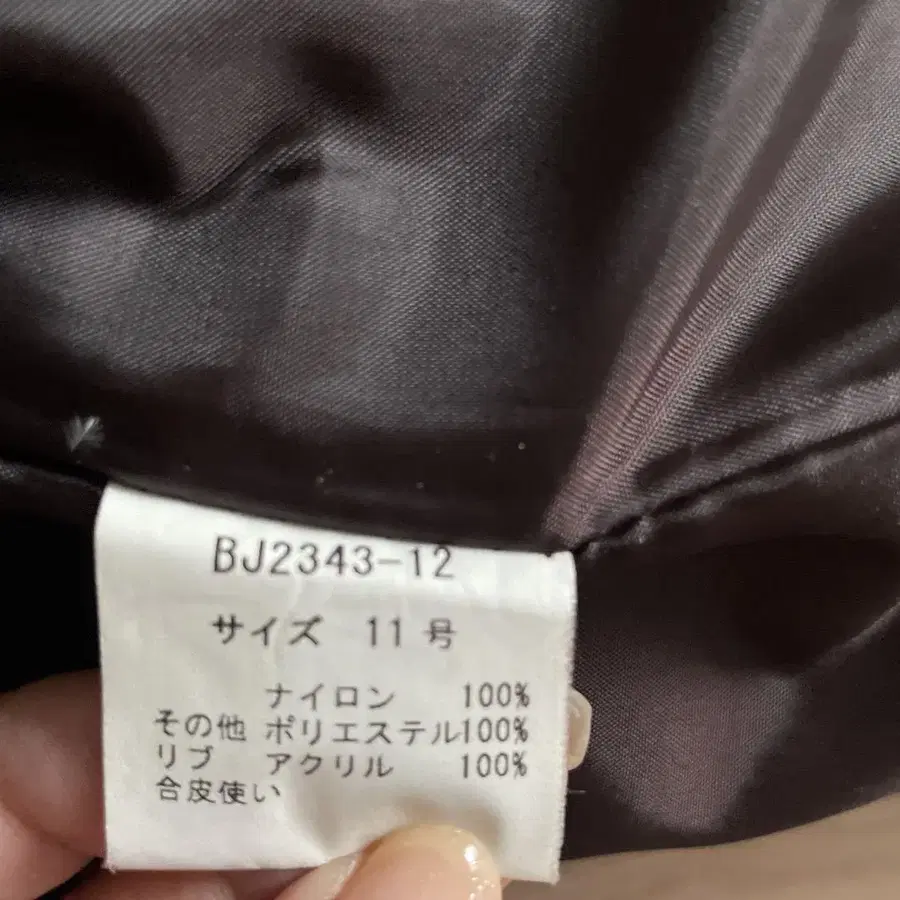 BJ2343-12
サイズ 11号
ナイロン 100%
その他 ポリエステル100%
リブ アクリル 100%
合皮使い